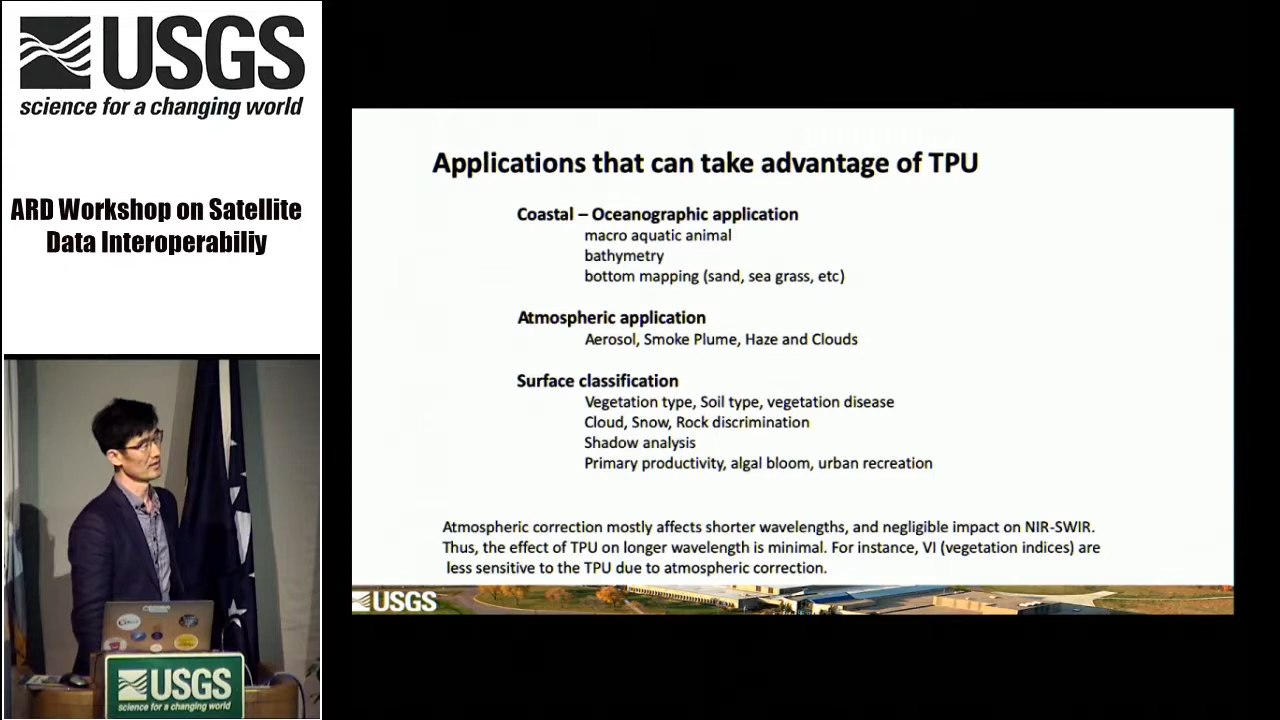 USGS
science for a changing world
ARD Workshop on Satellite
Data Interoperabiliy
Applications that can take advantage of TPU
Coastal – Oceanographic application
macro aquatic animal
bathymetry
bottom mapping (sand, sea grass, etc)
Atmospheric application
Aerosol, Smoke Plume, Haze and Clouds
Surface classification
Vegetation type, Soil type, vegetation disease
Cloud, Snow, Rock discrimination
Shadow analysis
Primary productivity, algal bloom, urban recreation
Atmospheric correction mostly affects shorter wavelengths, and negligible impact on NIR-SWIR.
Thus, the effect of TPU on longer wavelength is minimal. For instance, VI (vegetation indices) are
less sensitive to the TPU due to atmospheric correction.
USGS
USGS
science for a changing world